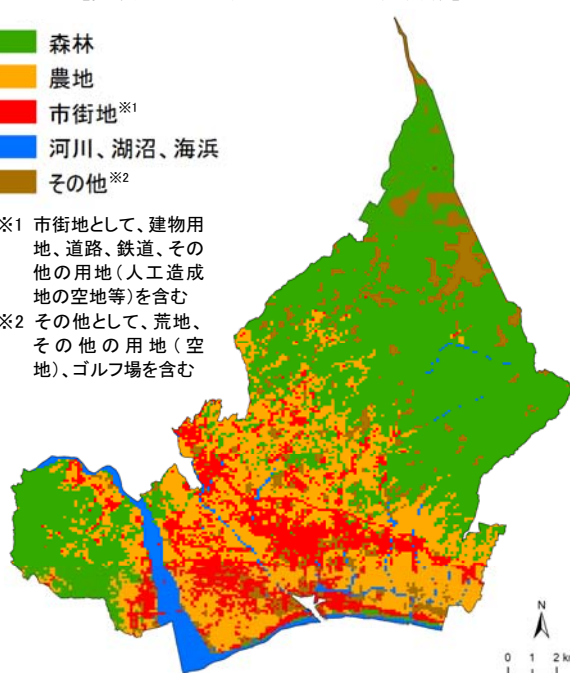 森林
農地
市街地※1
河川、湖沼、海浜
その他※2
※1 市街地として、建物用
地、道路、鉄道、その
他の用地(人工造成
地の空地等)を含む
※2 その他として、荒地、
その他の用地(空
地)、ゴルフ場を含む
N
0 1 2 km